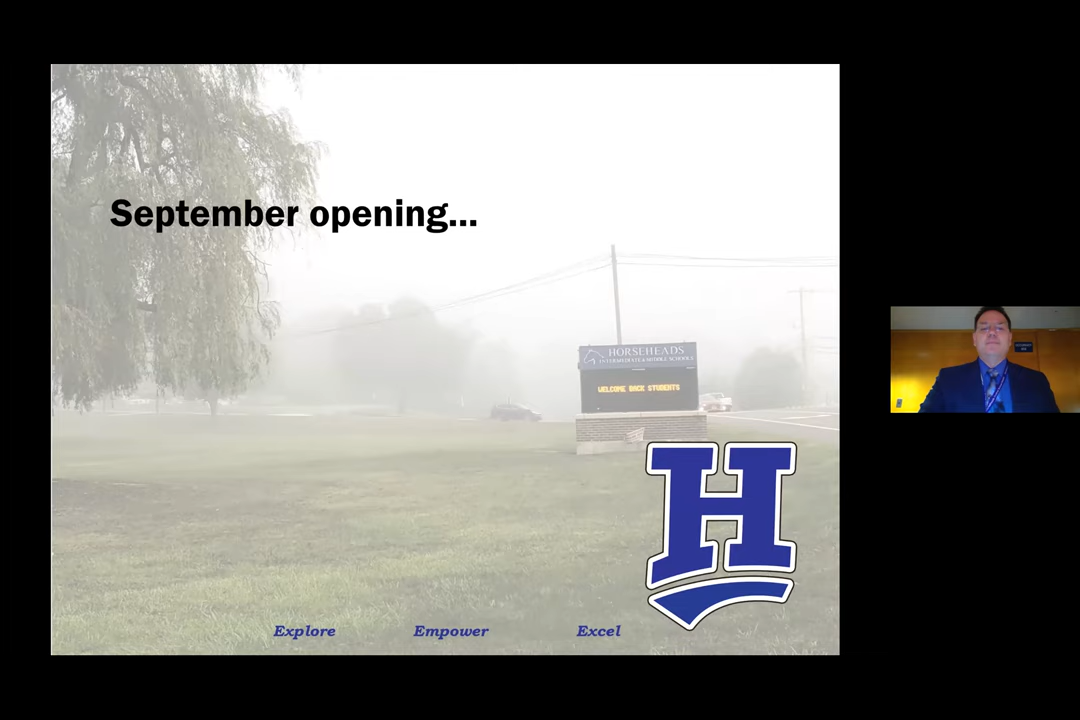 September opening...
HORSEHEADS
INTERMEDIATE & MIDDLE SCHOOLS
WELCOME BACK STUDENTS
H
Explore Empower Excel